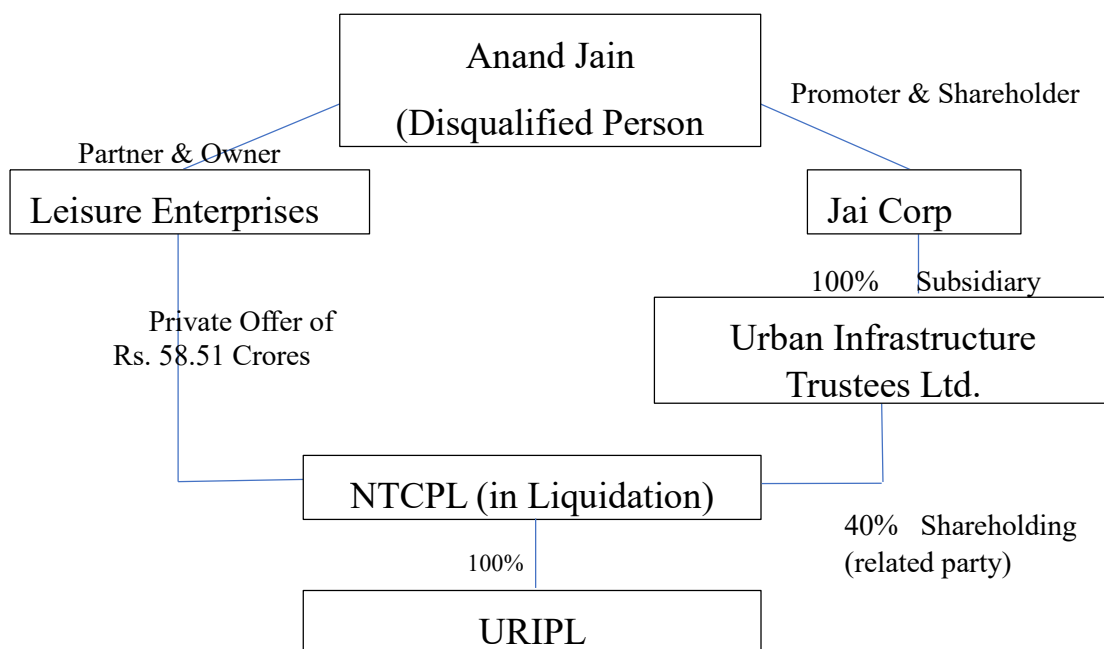 Anand Jain
(Disqualified Person
Promoter & Shareholder
Partner & Owner
Leisure Enterprises
Jai Corp
100% Subsidiary
Private Offer of
Rs. 58.51 Crores
Urban Infrastructure
Trustees Ltd.
NTCPL (in Liquidation)
40% Shareholding
(related party)
100%
URIPL